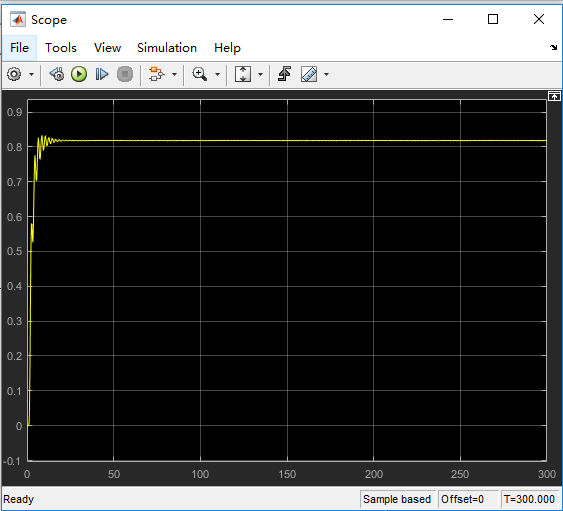 Scope
File Tools View Simulation Help
0.9
0.8
0.7
0.6
0.5
0.4
0.3
0.2
0.1
0
-0.1
0 50 100 150 200 250 300
Ready Sample based Offset=0 T=300.000